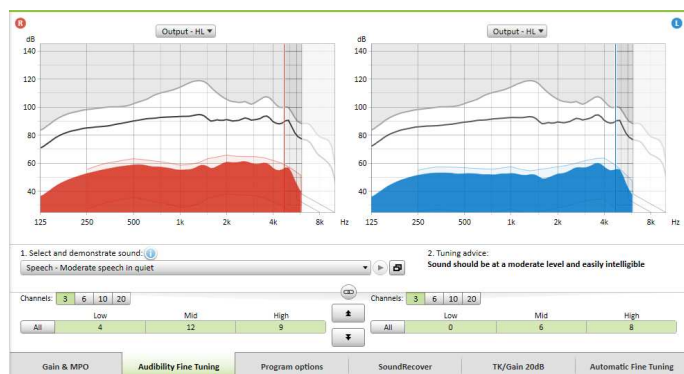 R
L
Output - HL
Output - HL
dB
140
120
100
80
60
40
125 250 500 1k 2k 4k 8k Hz
dB
140
120
100
80
60
40
125 250 500 1k 2k 4k 8k Hz
1. Select and demonstrate sound: i
Speech - Moderate speech in quiet
2. Tuning advice:
Sound should be at a moderate level and easily intelligible
Channels: 3 6 10 20
Low Mid High
All 4 12 9
Channels: 3 6 10 20
Low Mid High
All 0 6 8
Gain & MPO Audibility Fine Tuning Program options SoundRecover TK/Gain 20dB Automatic Fine Tuning